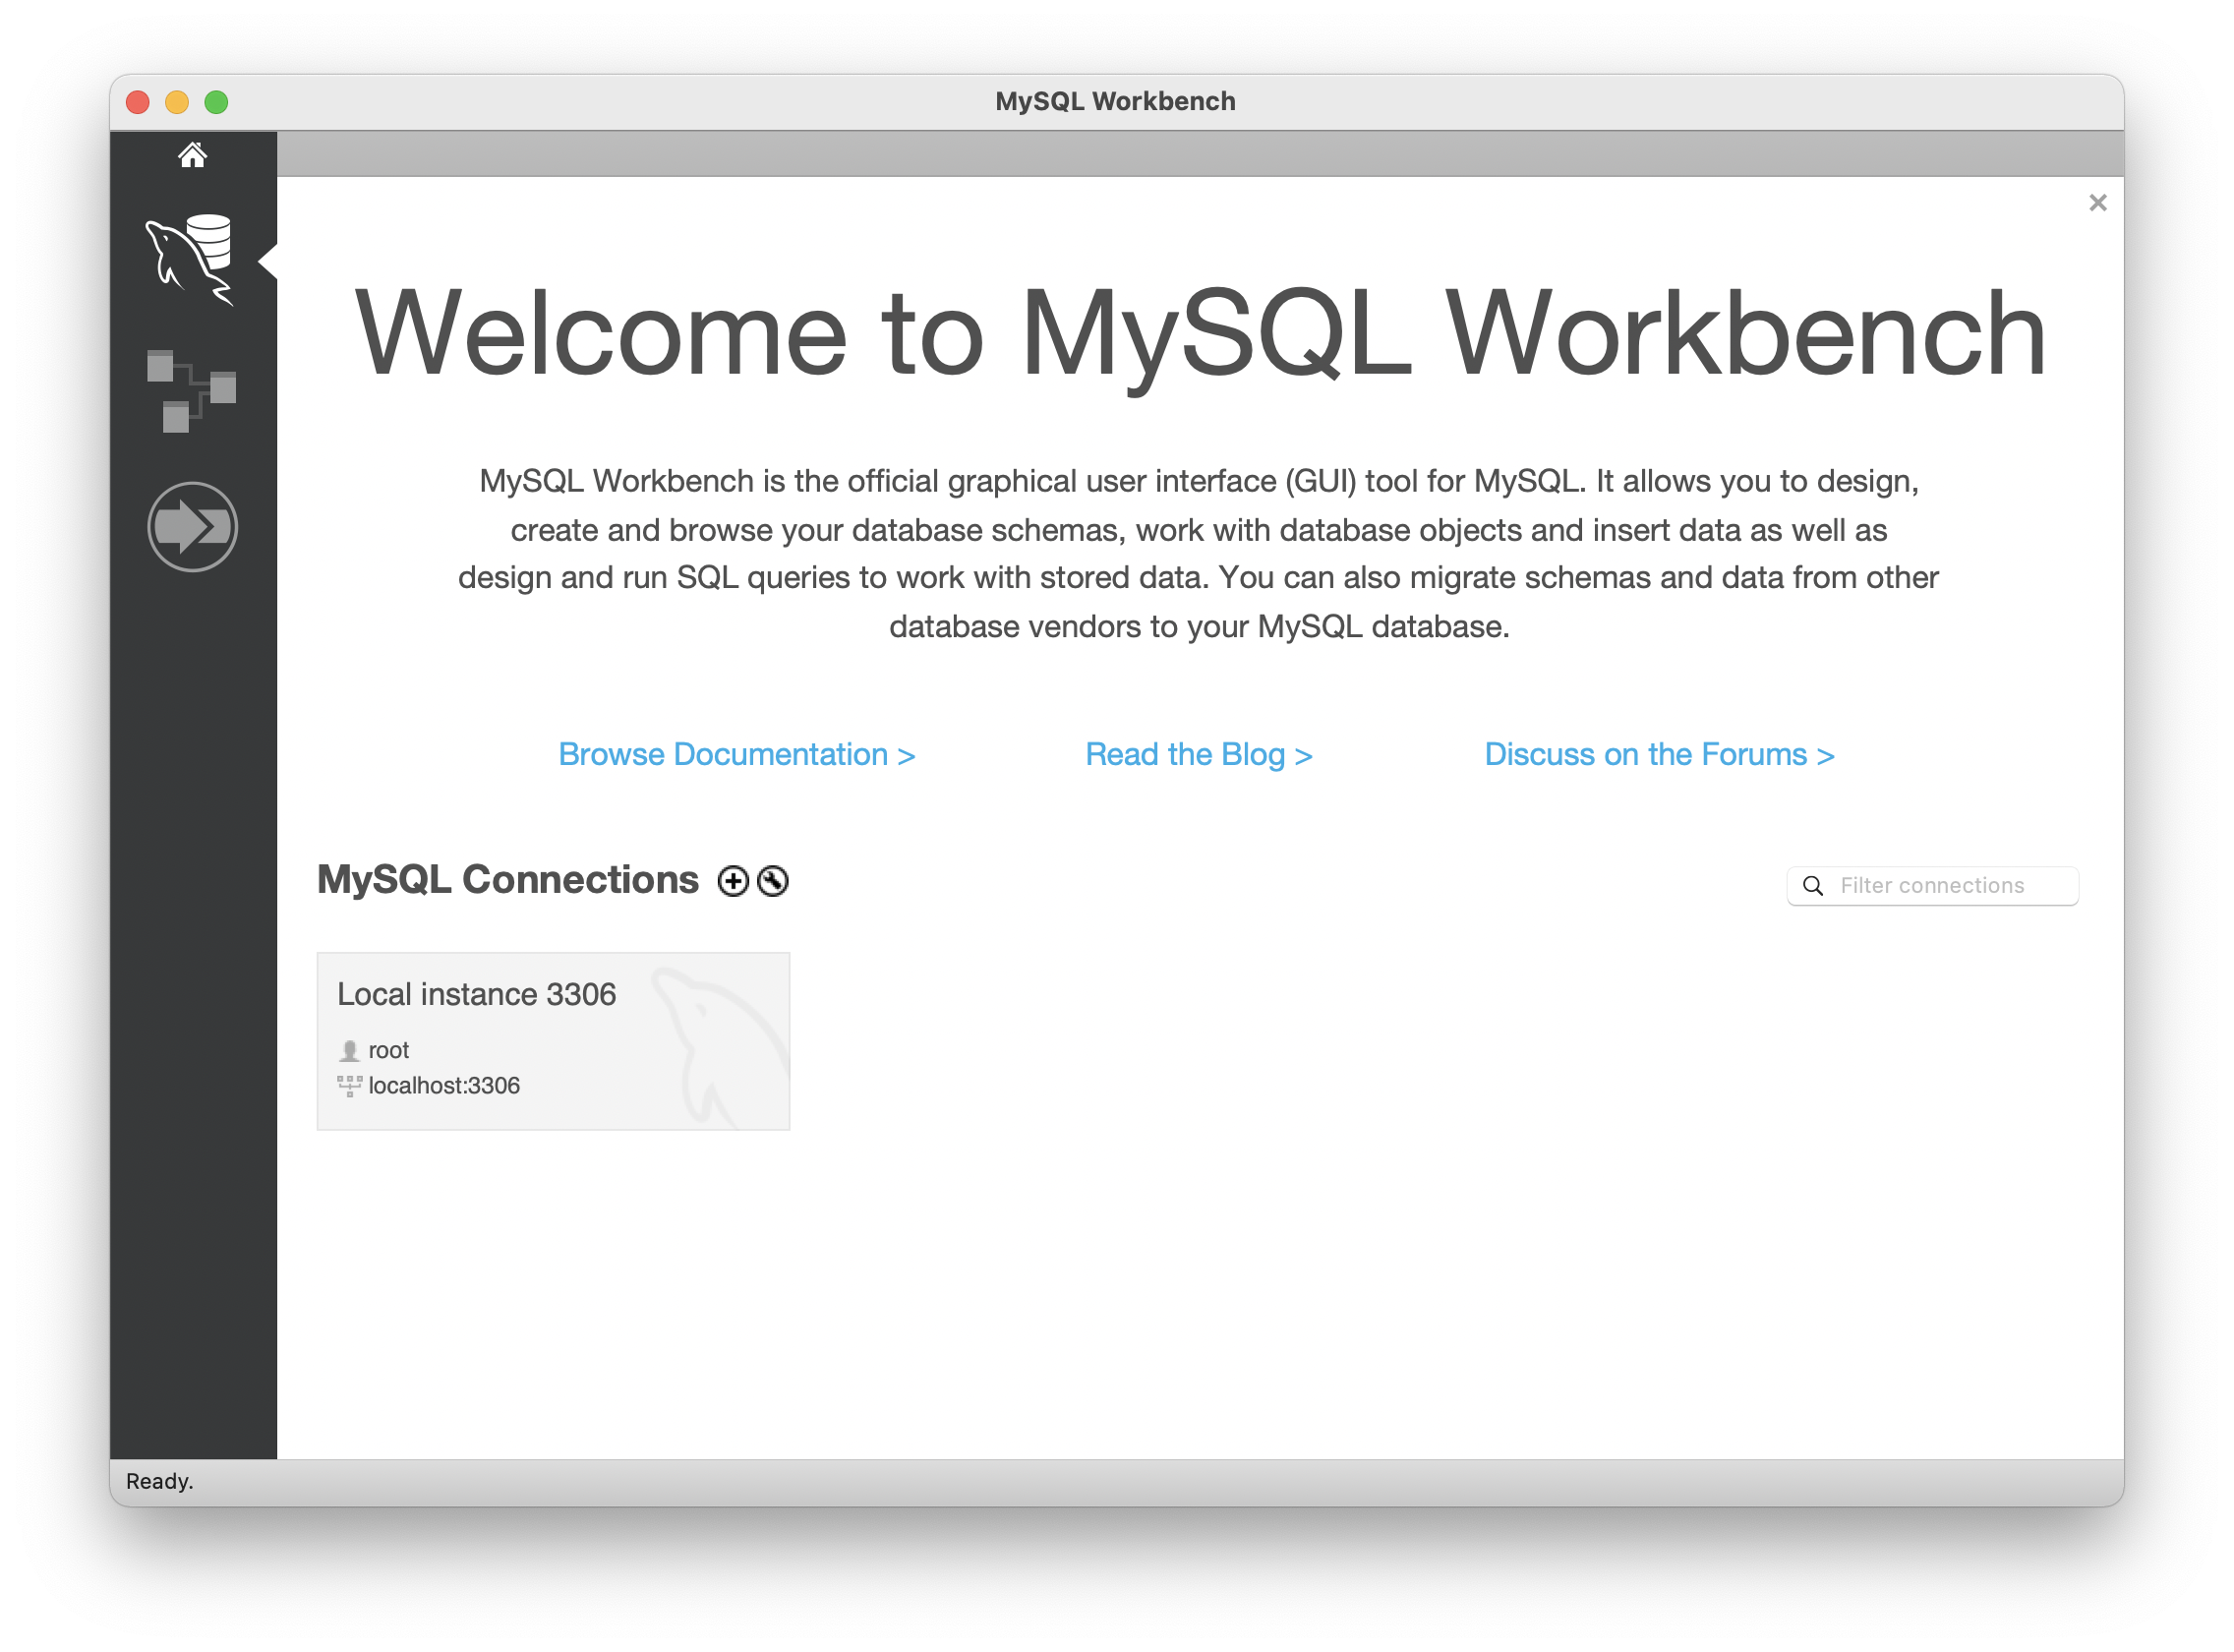 MySQL Workbench
Welcome to MySQL Workbench
MySQL Workbench is the official graphical user interface (GUI) tool for MySQL. It allows you to design,
create and browse your database schemas, work with database objects and insert data as well as
design and run SQL queries to work with stored data. You can also migrate schemas and data from other
database vendors to your MySQL database.
Browse Documentation > Read the Blog > Discuss on the Forums >
MySQL Connections
Filter connections
Local instance 3306
root
localhost:3306
Ready.